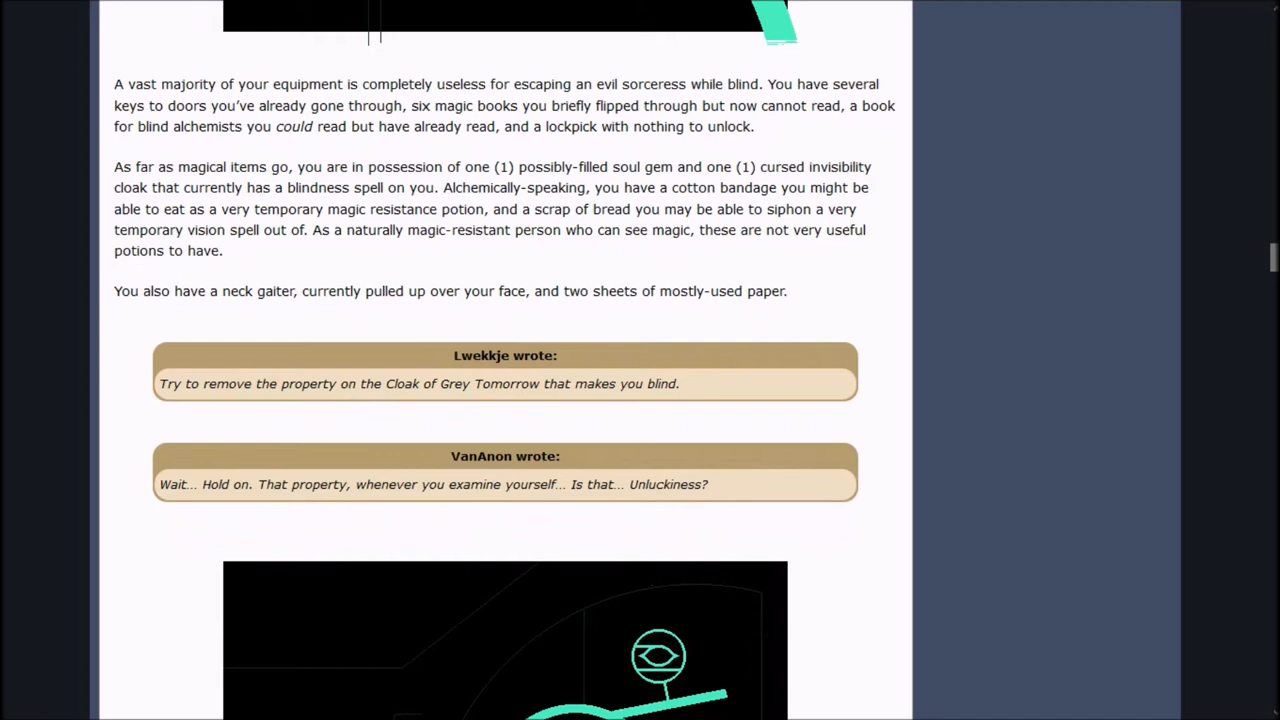 A vast majority of your equipment is completely useless for escaping an evil sorceress while blind. You have several
keys to doors you’ve already gone through, six magic books you briefly flipped through but now cannot read, a book
for blind alchemists you could read but have already read, and a lockpick with nothing to unlock.
As far as magical items go, you are in possession of one (1) possibly-filled soul gem and one (1) cursed invisibility
cloak that currently has a blindness spell on you. Alchemically-speaking, you have a cotton bandage you might be
able to eat as a very temporary magic resistance potion, and a scrap of bread you may be able to siphon a very
temporary vision spell out of. As a naturally magic-resistant person who can see magic, these are not very useful
potions to have.
You also have a neck gaiter, currently pulled up over your face, and two sheets of mostly-used paper.
Lwekkje wrote:
Try to remove the property on the Cloak of Grey Tomorrow that makes you blind.
VanAnon wrote:
Wait... Hold on. That property, whenever you examine yourself... Is that... Unluckiness?